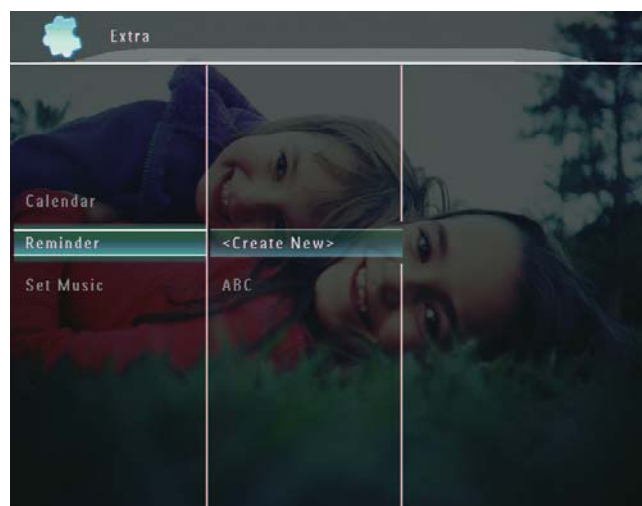 Extra
Calendar
Reminder
<Create New>
Set Music
ABC